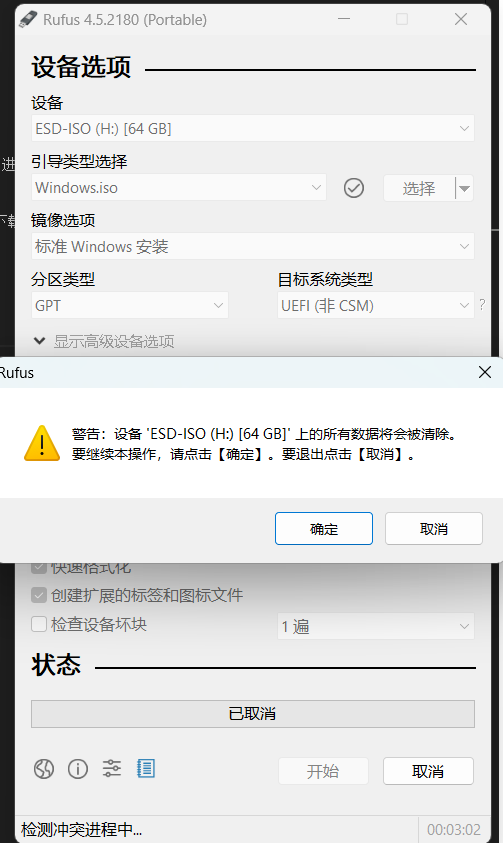 Rufus 4.5.2180 (Portable)
设备选项
设备
ESD-ISO (H:) [64 GB]
进
引导类型选择
Windows.iso
选择
下载
镜像选项
标准 Windows 安装
分区类型
目标系统类型
GPT
UEFI (非 CSM)
?
显示高级设备选项
Rufus
警告：设备 'ESD-ISO (H:) [64 GB]' 上的所有数据将会被清除。
要继续本操作，请点击【确定】。要退出点击【取消】。
确定
取消
快速格式化
创建扩展的标签和图标文件
检查设备坏块
1 遍
状态
已取消
开始
取消
检测冲突进程中...
00:03:02